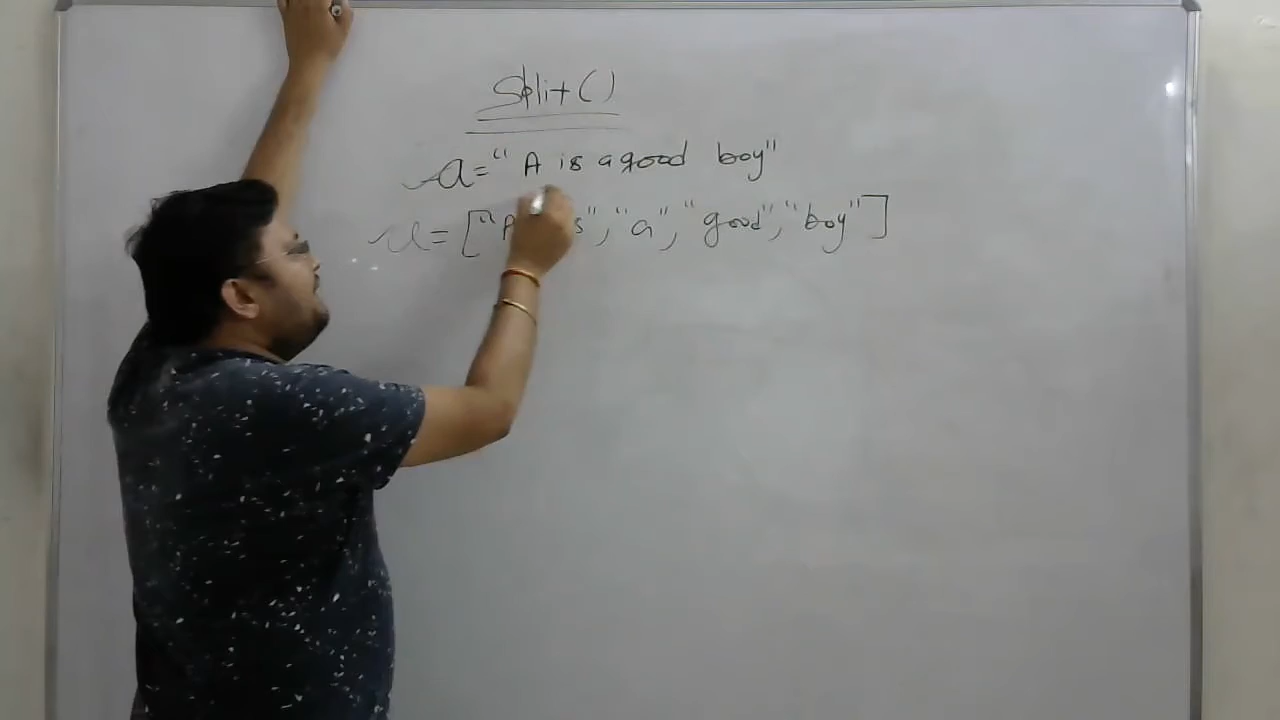 Split()
a= "A is a good boy"
l= [" s", "a", "good", "boy"]